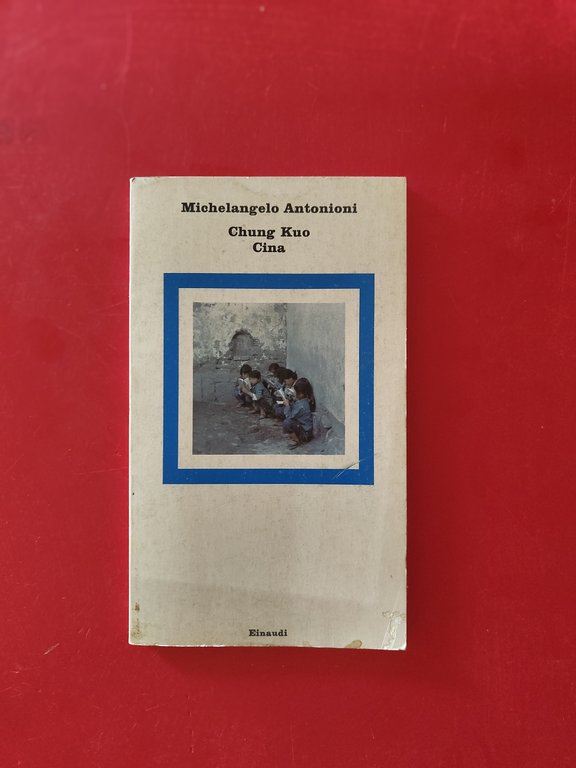 Michelangelo Antonioni
Chung Kuo
Cina
Einaudi